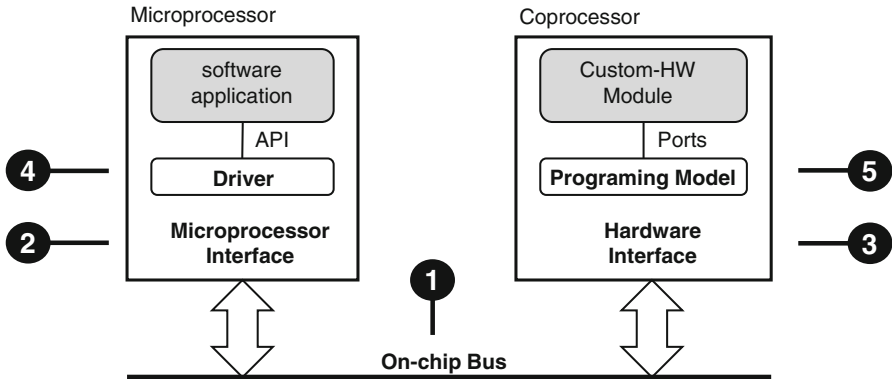 Microprocessor
Coprocessor
software
application
Custom-HW
Module
API
Ports
4
Driver
Programing Model
5
2
Microprocessor
Interface
Hardware
Interface
3
1
On-chip Bus